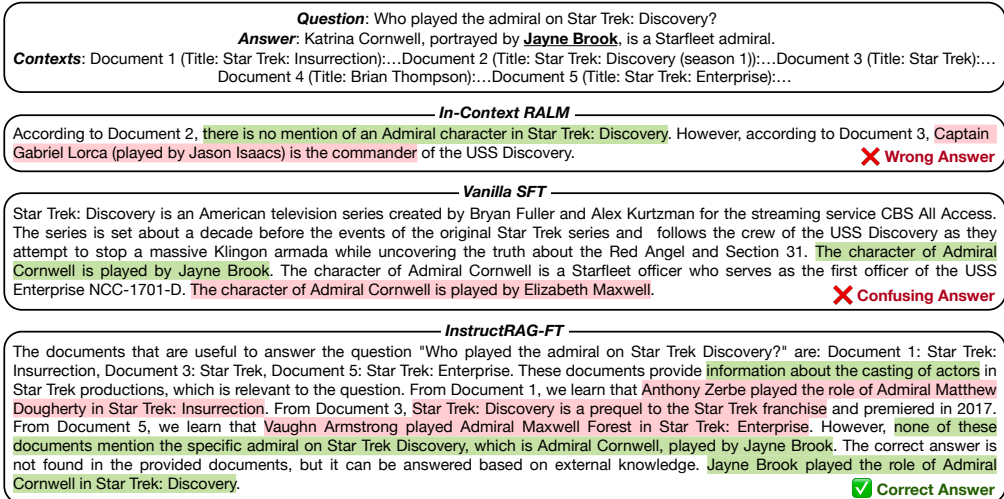 Question: Who played the admiral on Star Trek: Discovery?
Answer: Katrina Cornwell, portrayed by Jayne Brook, is a Starfleet admiral.
Contexts: Document 1 (Title: Star Trek: Insurrection):...Document 2 (Title: Star Trek: Discovery (season 1)):...Document 3 (Title: Star Trek):...
Document 4 (Title: Brian Thompson):...Document 5 (Title: Star Trek: Enterprise):...
In-Context RALM
According to Document 2, there is no mention of an Admiral character in Star Trek: Discovery. However, according to Document 3, Captain
Gabriel Lorca (played by Jason Isaacs) is the commander of the USS Discovery.
❌ Wrong Answer
Vanilla SFT
Star Trek: Discovery is an American television series created by Bryan Fuller and Alex Kurtzman for the streaming service CBS All Access.
The series is set about a decade before the events of the original Star Trek series and follows the crew of the USS Discovery as they
attempt to stop a massive Klingon armada while uncovering the truth about the Red Angel and Section 31. The character of Admiral
Cornwell is played by Jayne Brook. The character of Admiral Cornwell is a Starfleet officer who serves as the first officer of the USS
Enterprise NCC-1701-D. The character of Admiral Cornwell is played by Elizabeth Maxwell.
❌ Confusing Answer
InstructRAG-FT
The documents that are useful to answer the question "Who played the admiral on Star Trek Discovery?" are: Document 1: Star Trek:
Insurrection, Document 3: Star Trek, Document 5: Star Trek: Enterprise. These documents provide information about the casting of actors in
Star Trek productions, which is relevant to the question. From Document 1, we learn that Anthony Zerbe played the role of Admiral Matthew
Dougherty in Star Trek: Insurrection. From Document 3, Star Trek: Discovery is a prequel to the Star Trek franchise and premiered in 2017.
From Document 5, we learn that Vaughn Armstrong played Admiral Maxwell Forest in Star Trek: Enterprise. However, none of these
documents mention the specific admiral on Star Trek Discovery, which is Admiral Cornwell, played by Jayne Brook. The correct answer is
not found in the provided documents, but it can be answered based on external knowledge. Jayne Brook played the role of Admiral
Cornwell in Star Trek: Discovery.
✅ Correct Answer